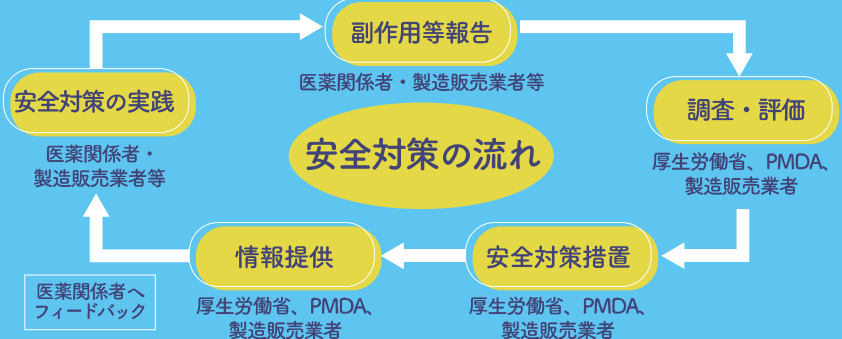 副作用等報告
医薬関係者・製造販売業者等
安全対策の実践
医薬関係者・
製造販売業者等
安全対策の流れ
調査・評価
厚生労働省、PMDA、
製造販売業者
情報提供
厚生労働省、PMDA、
製造販売業者
安全対策措置
厚生労働省、PMDA、
製造販売業者
医薬関係者へ
フィードバック